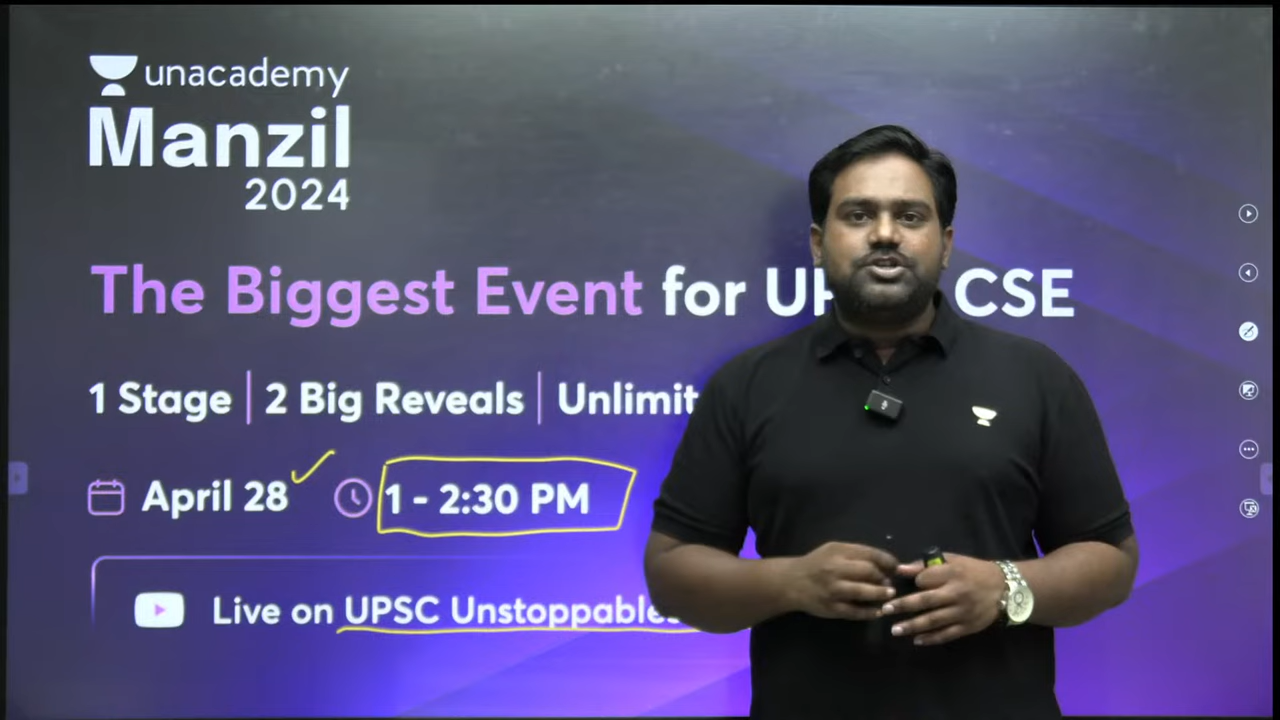 unacademy
Manzil
2024
The Biggest Event for UP CSE
1 Stage | 2 Big Reveals | Unlimit
April 28 1 - 2:30 PM
Live on UPSC Unstoppables